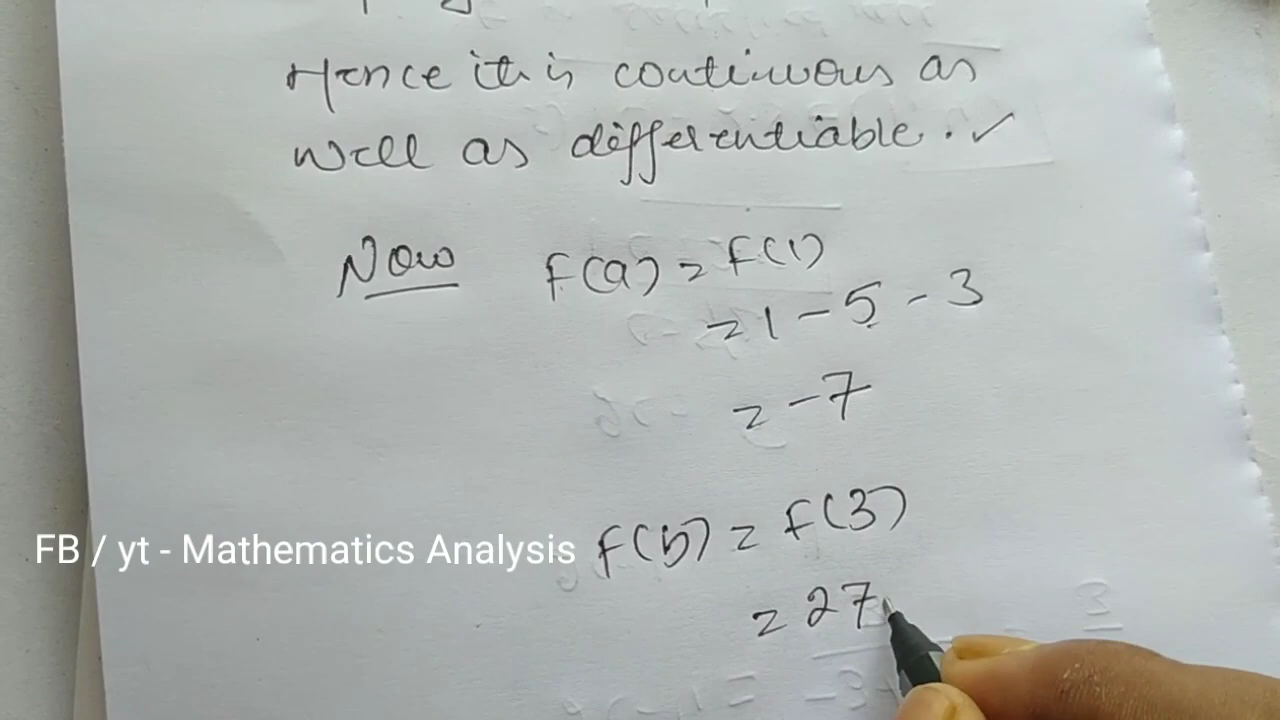 Hence it is continuous as
well as differentiable. ✓
Now f(a) = f(1)
= 1 - 5 - 3
= -7
f(b) = f(3)
= 27
FB / yt - Mathematics Analysis